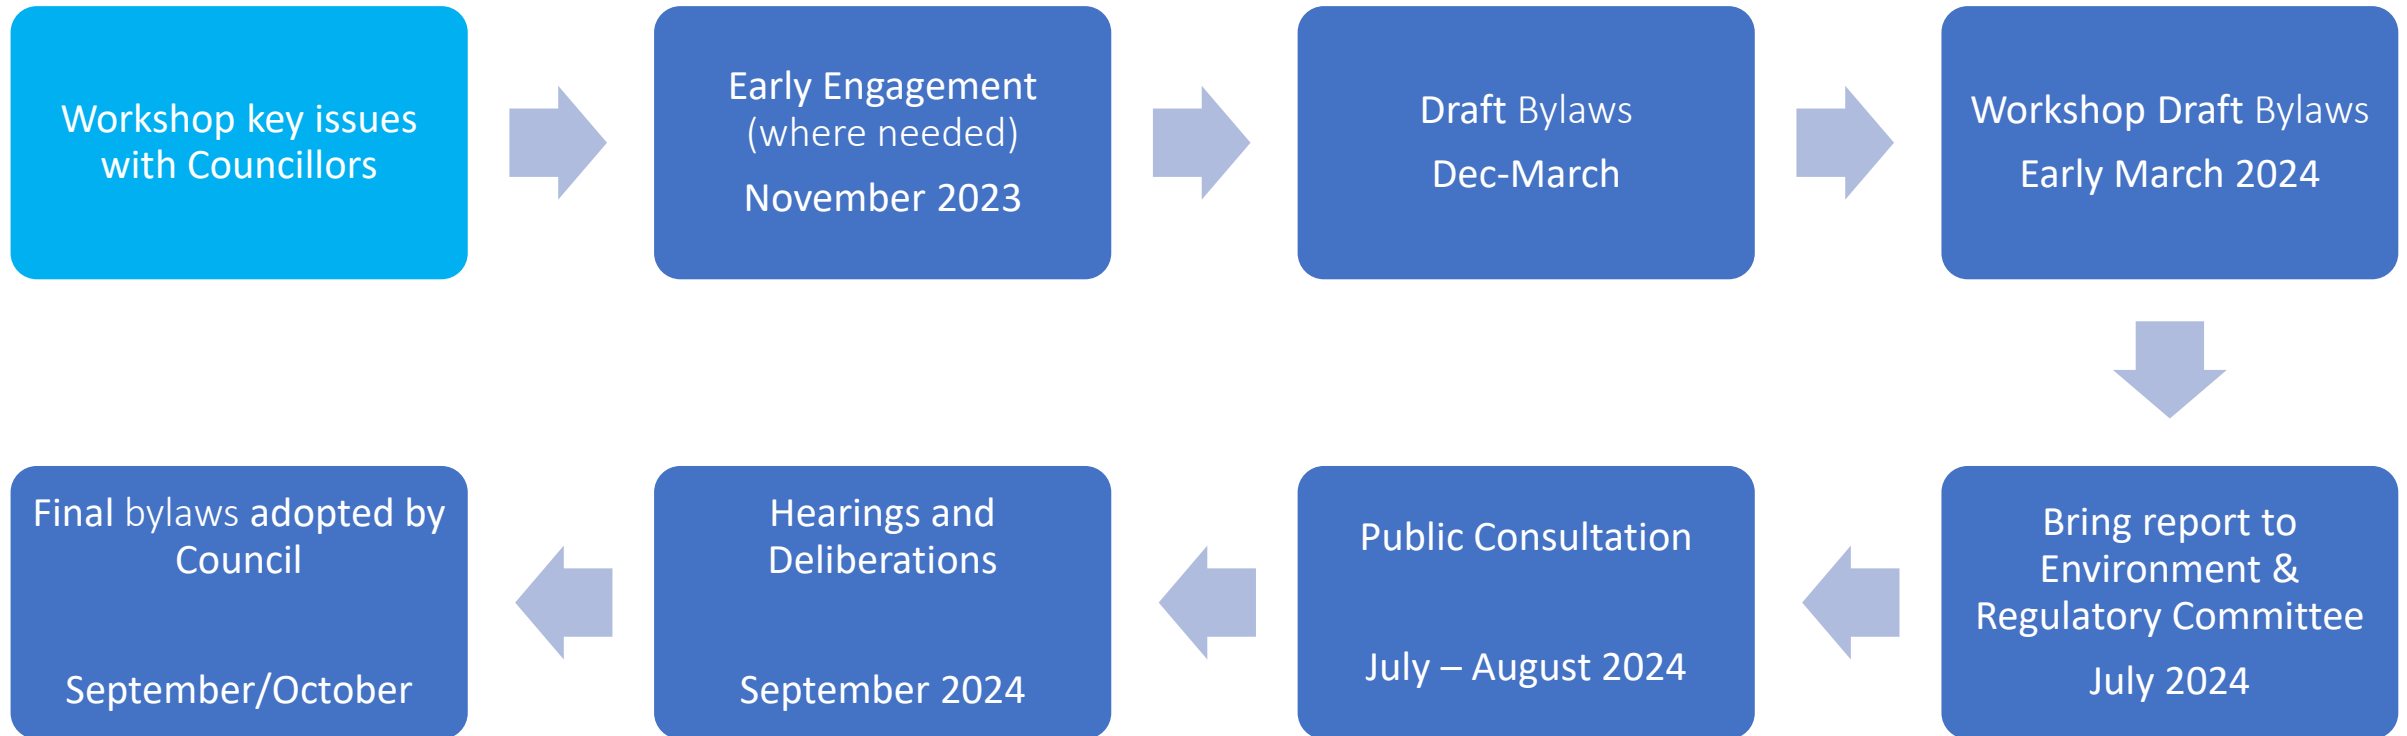 Workshop key issues
with Councillors
Early Engagement
(where needed)
November 2023
Draft Bylaws
Dec-March
Workshop Draft Bylaws
Early March 2024
Bring report to
Environment &
Regulatory Committee
July 2024
Public Consultation
July – August 2024
Hearings and
Deliberations
September 2024
Final bylaws adopted by
Council
September/October